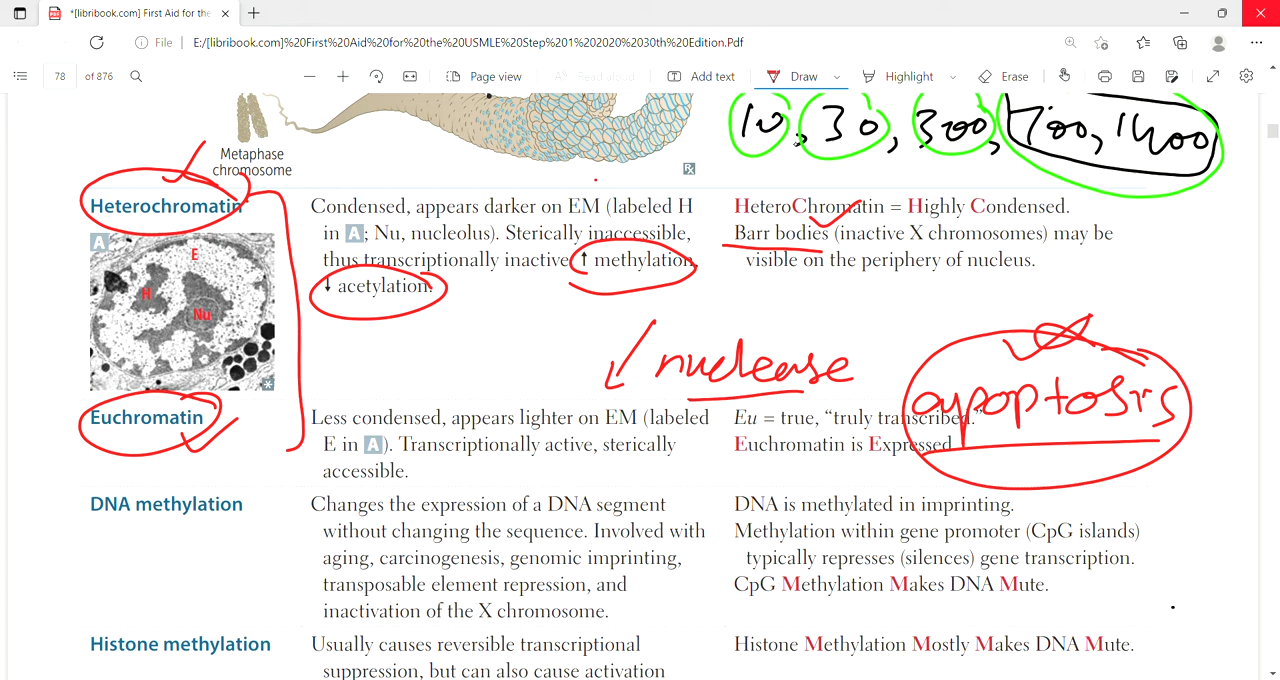 *[libribook.com] First Aid for the
File
E:/[libribook.com]%20First%20Aid%20for%20the%20USMLE%20Step%201%202020%2030th%20Edition.Pdf
78 of 876
Page view
Read aloud
Add text
Draw
Highlight
Erase
10, 30, 300, 700, 1400
Metaphase
chromosome
Rx
Heterochromatin
Condensed, appears darker on EM (labeled H
in A; Nu, nucleolus). Sterically inaccessible,
thus transcriptionally inactive. ↑ methylation,
↓ acetylation.
HeteroChromatin = Highly Condensed.
Barr bodies (inactive X chromosomes) may be
visible on the periphery of nucleus.
A
E
H
Nu
nuclease
apoptosis
Euchromatin
Less condensed, appears lighter on EM (labeled
E in A). Transcriptionally active, sterically
accessible.
Eu = true, “truly transcribed.”
Euchromatin is Expressed
DNA methylation
Changes the expression of a DNA segment
without changing the sequence. Involved with
aging, carcinogenesis, genomic imprinting,
transposable element repression, and
inactivation of the X chromosome.
DNA is methylated in imprinting.
Methylation within gene promoter (CpG islands)
typically represses (silences) gene transcription.
CpG Methylation Makes DNA Mute.
Histone methylation
Usually causes reversible transcriptional
suppression, but can also cause activation
Histone Methylation Mostly Makes DNA Mute.